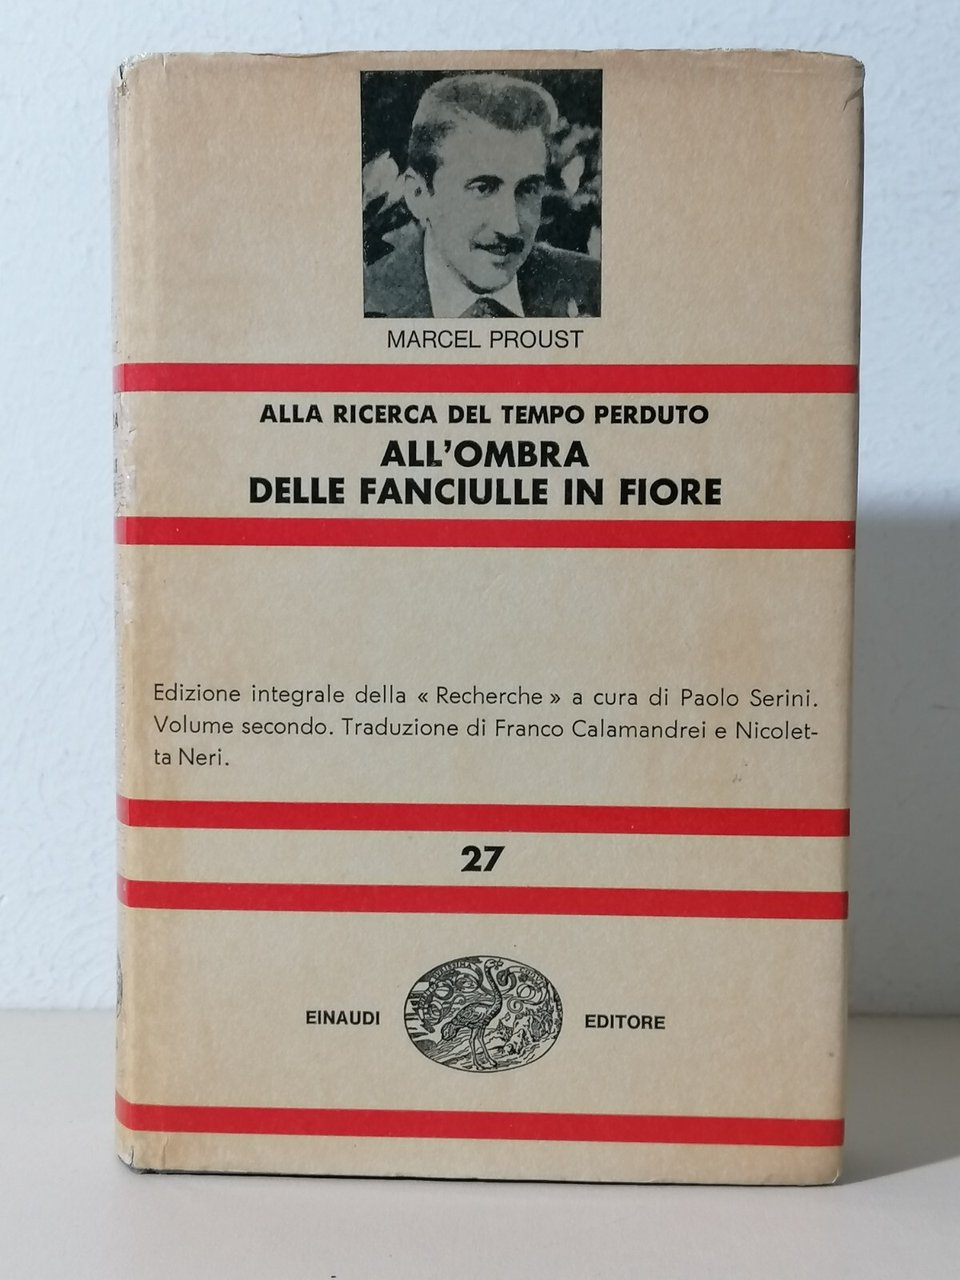 MARCEL PROUST
ALLA RICERCA DEL TEMPO PERDUTO
ALL'OMBRA
DELLE FANCIULLE IN FIORE
Edizione integrale della « Recherche » a cura di Paolo Serini.
Volume secondo. Traduzione di Franco Calamandrei e Nicolet-
ta Neri.
27
EINAUDI EDITORE